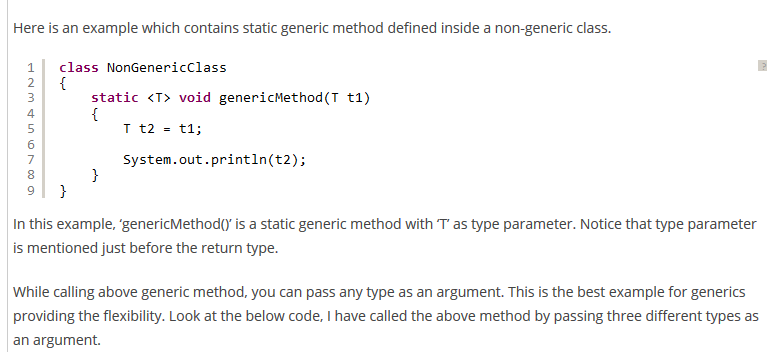 Here is an example which contains static generic method defined inside a non-generic class.
1 class NonGenericClass
2 {
3 static <T> void genericMethod(T t1)
4 {
5 T t2 = t1;
6
7 System.out.println(t2);
8 }
9 }
In this example, ‘genericMethod()’ is a static generic method with ‘T’ as type parameter. Notice that type parameter
is mentioned just before the return type.
While calling above generic method, you can pass any type as an argument. This is the best example for generics
providing the flexibility. Look at the below code, I have called the above method by passing three different types as
an argument.